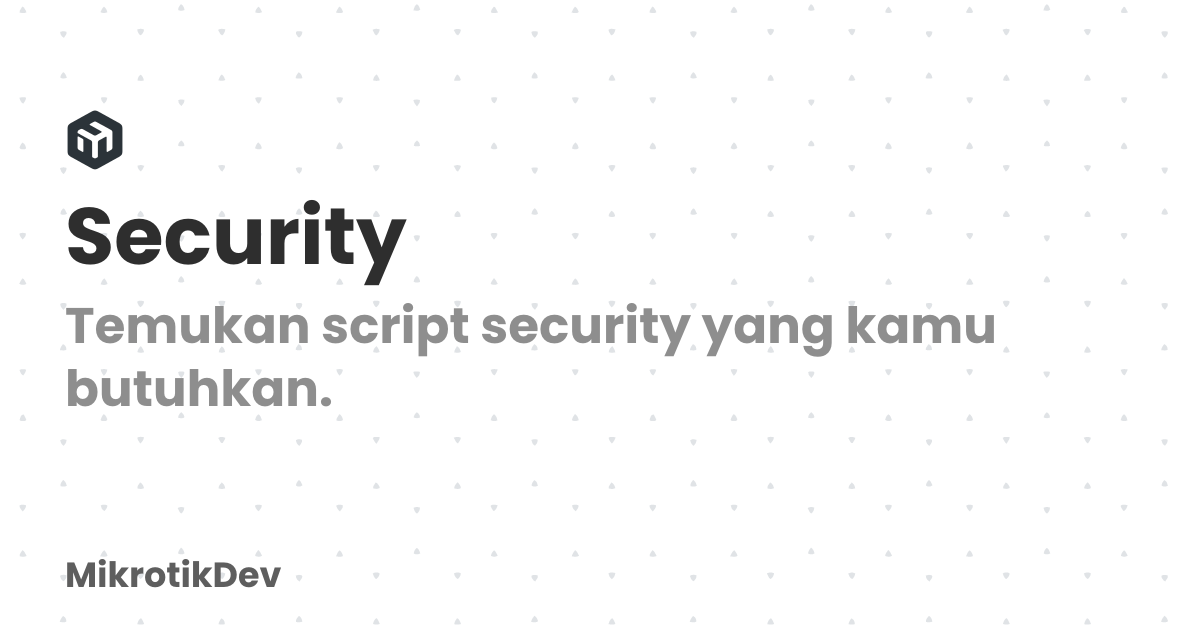 Security
Temukan script security yang kamu
butuhkan.
MikrotikDev